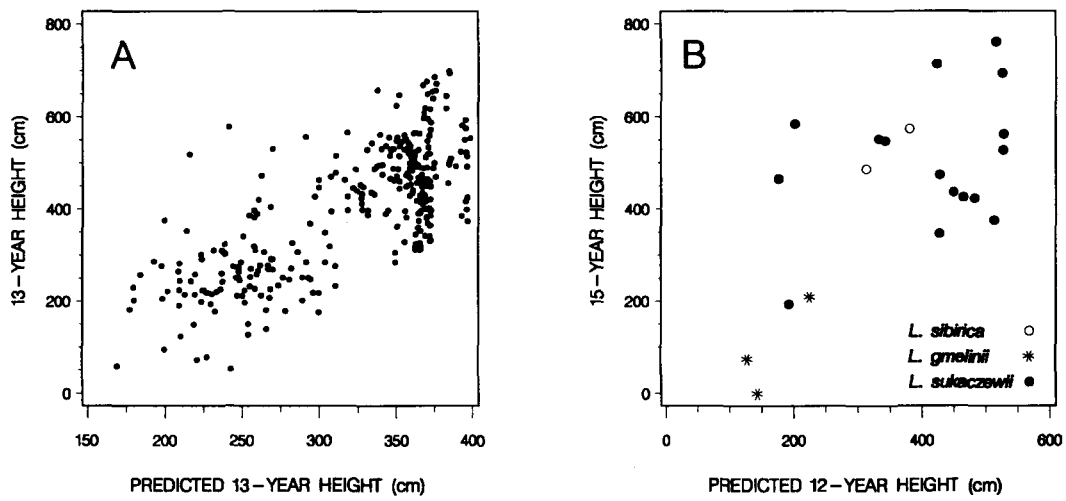 A
800
600
400
200
0
13-YEAR HEIGHT (cm)
150 200 250 300 350 400
PREDICTED 13-YEAR HEIGHT (cm)
B
800
600
400
200
0
15-YEAR HEIGHT (cm)
L. sibirica
L. gmelinii
L. sukaczewii
0 200 400 600
PREDICTED 12-YEAR HEIGHT (cm)